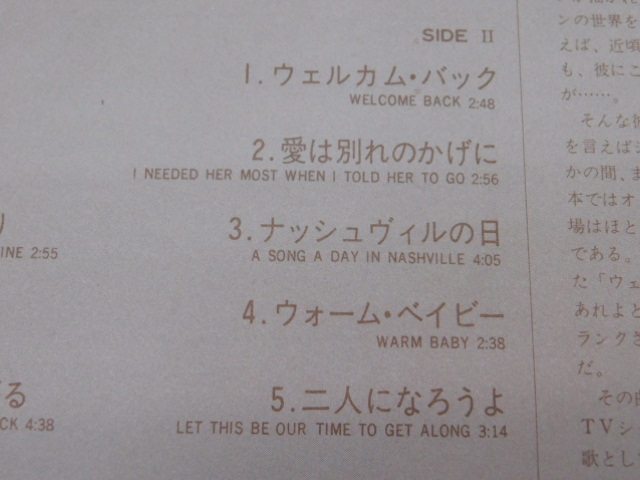 SIDE II
1.ウェルカム・バック
WELCOME BACK 2:48
2.愛は別れのかげに
I NEEDED HER MOST WHEN I TOLD HER TO GO 2:56
3.ナッシュヴィルの日
A SONG A DAY IN NASHVILLE 4:05
4.ウォーム・ベイビー
WARM BABY 2:38
5.二人になろうよ
LET THIS BE OUR TIME TO GET ALONG 3:14
り
INE 2:55
る
CK 4:38
ンの世界を
えば、近頃
も、彼にこ
が……。
そんな彼
を言えば
かの間、ま
本ではオ
場はほと
である。
た「ウェ
あれよと
ランクさ
だ。
その曲
TVシ
歌とし